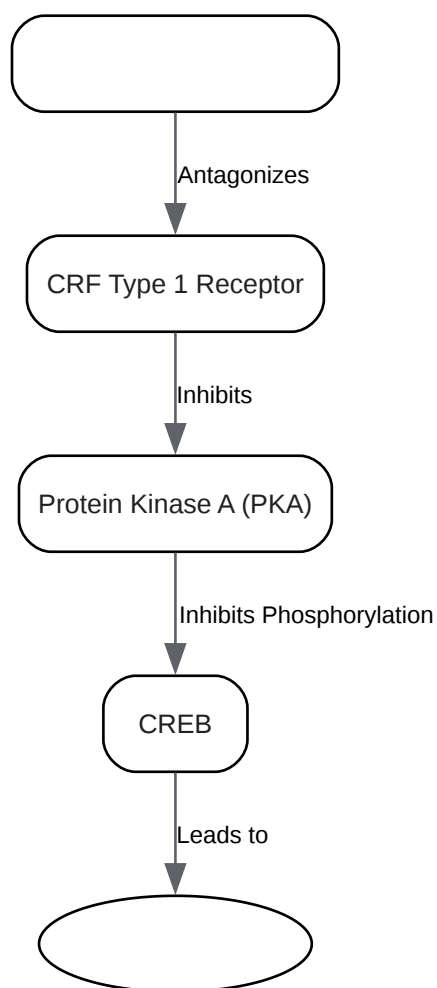 Antagonizes
CRF Type 1 Receptor
Inhibits
Protein Kinase A (PKA)
Inhibits Phosphorylation
CREB
Leads to